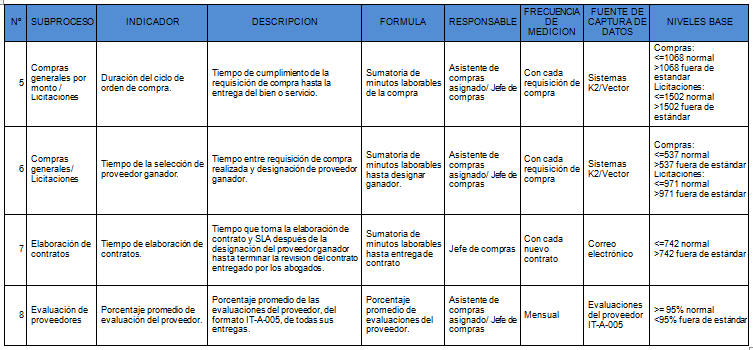 N° SUBPROCESO INDICADOR DESCRIPCION FORMULA RESPONSABLE FRECUENCIA DE MEDICION FUENTE DE CAPTURA DE DATOS NIVELES BASE
5
Compras
generales por
monto /
Licitaciones
Duración del ciclo de
orden de compra.
Tiempo de cumplimiento de la
requisición de compra hasta la
entrega del bien o servicio.
Sumatoria de
minutos laborables
de la compra
Asistente de
compras
asignado/ Jefe de
compras
Con cada
requisición de
compra
Sistemas
K2/Vector
Compras:
<=1068 normal
>1068 fuera de
estandar
Licitaciones:
<=1502 normal
>1502 fuera de
estándar
6
Compras
generales/
Licitaciones
Tiempo de la selección de
proveedor ganador.
Tiempo entre requisición de compra
realizada y designación de proveedor
ganador.
Sumatoria de
minutos laborables
hasta designar
ganador.
Asistente de
compras
asignado/ Jefe de
compras
Con cada
requisición de
compra
Sistemas
K2/Vector
Compras:
<=537 normal
>537 fuera de estándar
Licitaciones:
<=971 normal
>971 fuera de estándar
7
Elaboración de
contratos
Tiempo de elaboración de
contratos.
Tiempo que toma la elaboración de
contrato y SLA después de la
designación del proveedor ganador
hasta terminar la revisión del contrato
entregado por los abogados.
Sumatoria de
minutos laborables
hasta entrega de
contrato
Jefe de compras
Con cada
nuevo
contrato
Correo
electrónico
<=742 normal
>742 fuera de estándar
8
Evaluación de
proveedores
Porcentaje promedio de
evaluación del proveedor.
Porcentaje promedio de las
evaluaciones del proveedor, del
formato IT-A-005, de todas sus
entregas.
Porcentaje
promedio de
evaluaciones del
proveedor.
Asistente de
compras
asignado/ Jefe de
compras
Mensual
Evaluaciones
del proveedor
IT-A-005
>= 95% normal
<95% fuera de estándar